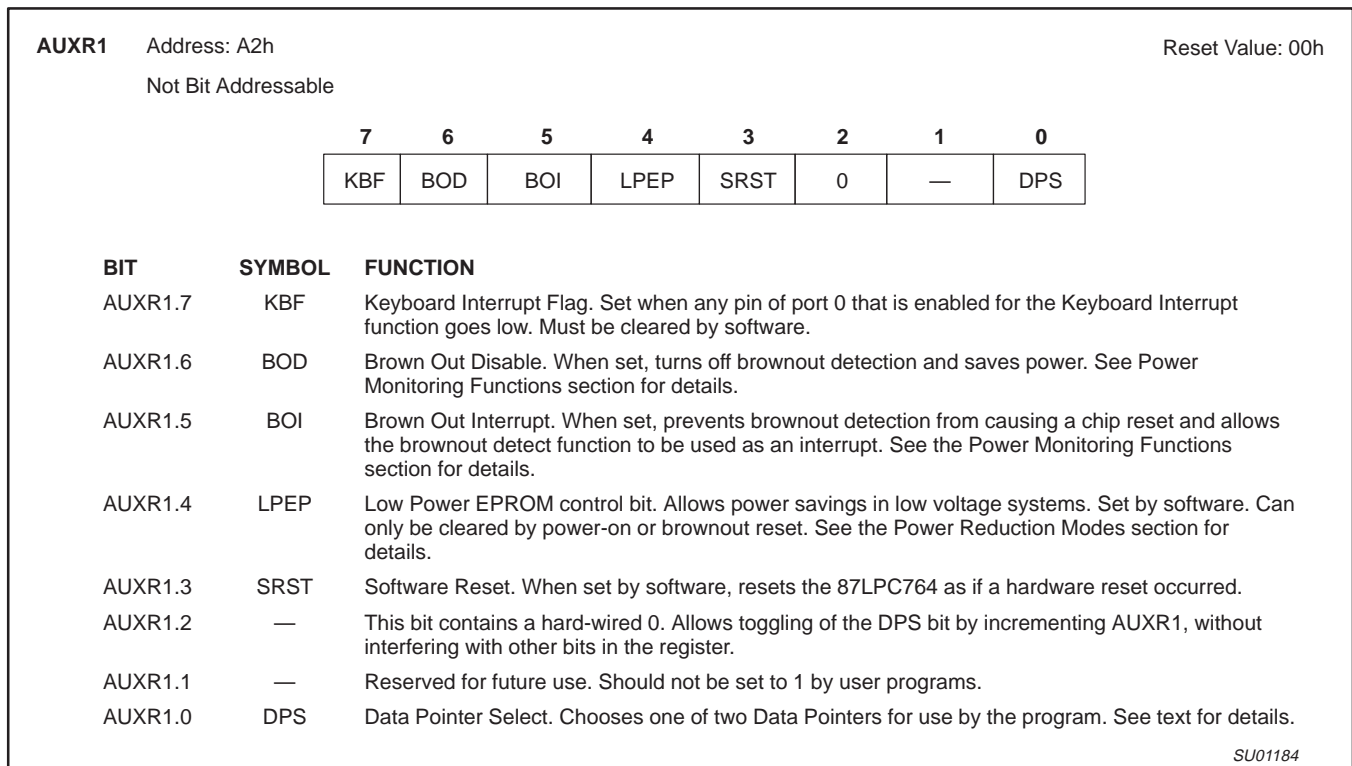 AUXR1 Address: A2h Reset Value: 00h
Not Bit Addressable
7 6 5 4 3 2 1 0
KBF BOD BOI LPEP SRST 0 — DPS
BIT SYMBOL FUNCTION
AUXR1.7 KBF Keyboard Interrupt Flag. Set when any pin of port 0 that is enabled for the Keyboard Interrupt
function goes low. Must be cleared by software.
AUXR1.6 BOD Brown Out Disable. When set, turns off brownout detection and saves power. See Power
Monitoring Functions section for details.
AUXR1.5 BOI Brown Out Interrupt. When set, prevents brownout detection from causing a chip reset and allows
the brownout detect function to be used as an interrupt. See the Power Monitoring Functions
section for details.
AUXR1.4 LPEP Low Power EPROM control bit. Allows power savings in low voltage systems. Set by software. Can
only be cleared by power-on or brownout reset. See the Power Reduction Modes section for
details.
AUXR1.3 SRST Software Reset. When set by software, resets the 87LPC764 as if a hardware reset occurred.
AUXR1.2 — This bit contains a hard-wired 0. Allows toggling of the DPS bit by incrementing AUXR1, without
interfering with other bits in the register.
AUXR1.1 — Reserved for future use. Should not be set to 1 by user programs.
AUXR1.0 DPS Data Pointer Select. Chooses one of two Data Pointers for use by the program. See text for details.
SU01184